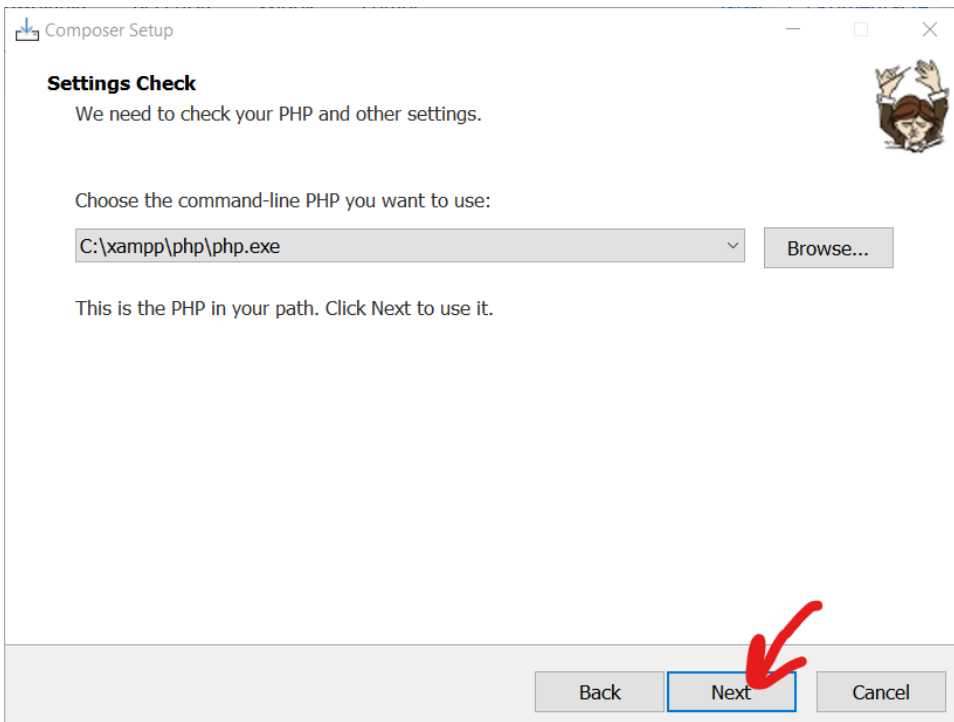 Composer Setup
Settings Check
We need to check your PHP and other settings.
Choose the command-line PHP you want to use:
C:\xampp\php\php.exe
Browse...
This is the PHP in your path. Click Next to use it.
Back
Next
Cancel